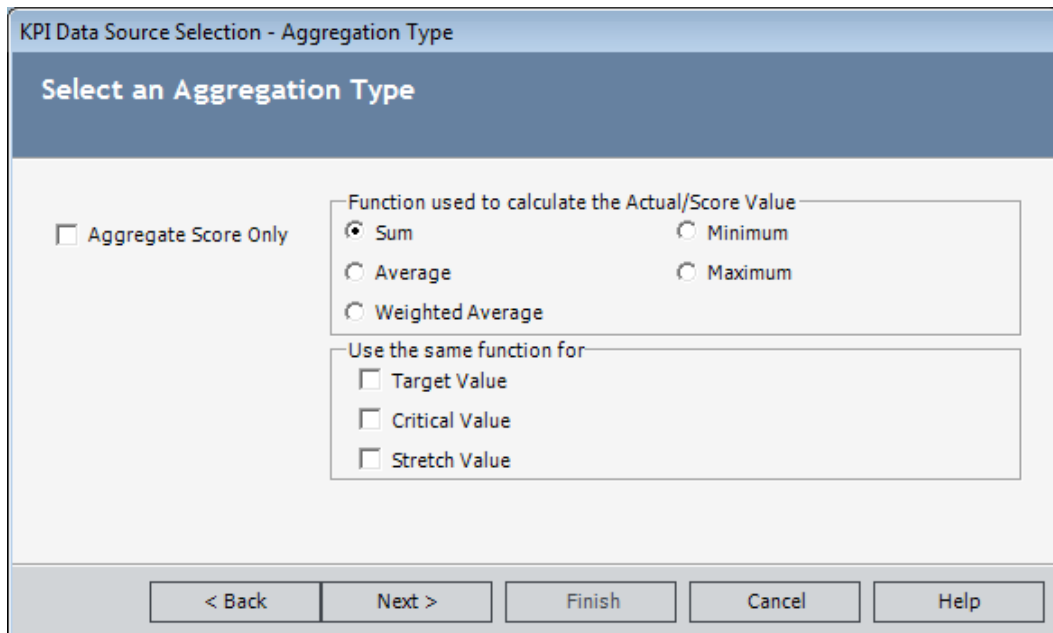 KPI Data Source Selection - Aggregation Type
Select an Aggregation Type
Function used to calculate the Actual/Score Value
Aggregate Score Only
Sum
Minimum
Average
Maximum
Weighted Average
Use the same function for
Target Value
Critical Value
Stretch Value
< Back
Next >
Finish
Cancel
Help